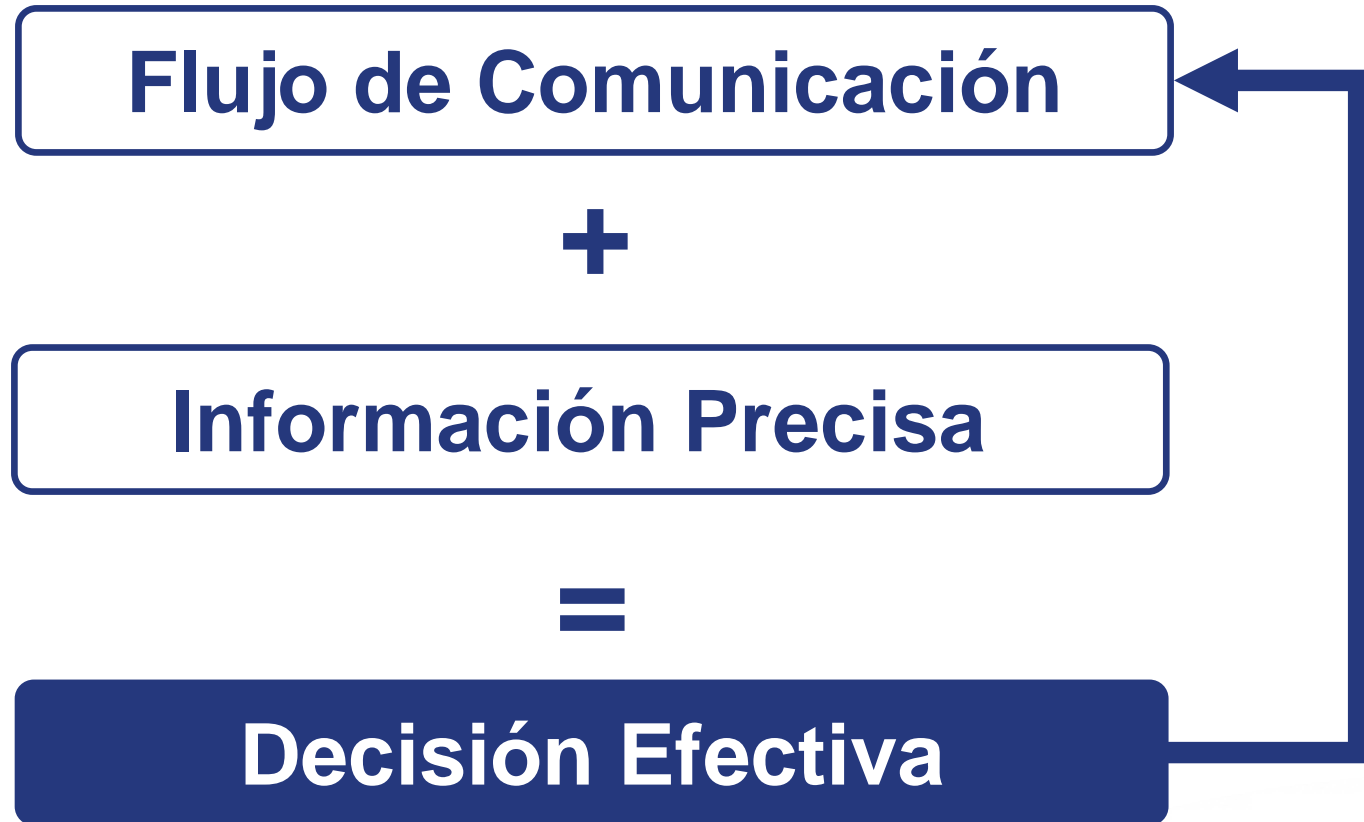 Flujo de Comunicación
+
Información Precisa
=
Decisión Efectiva